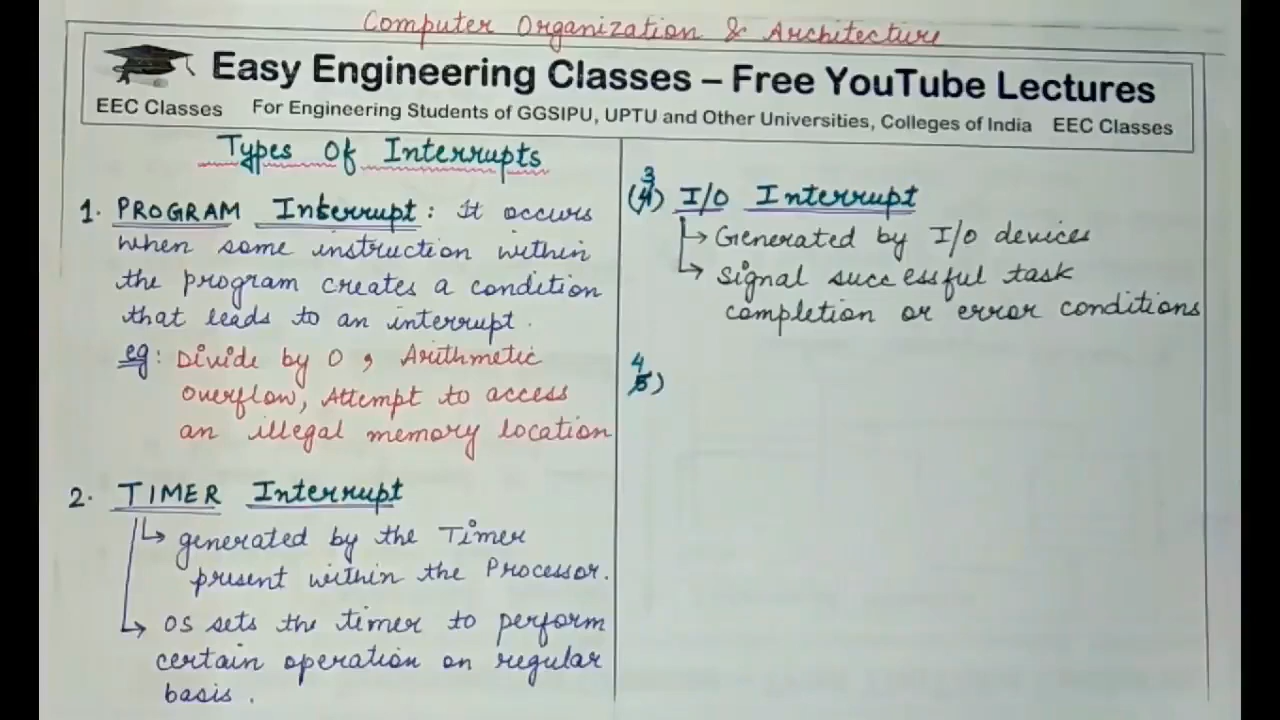 Computer Organization & Architecture
Easy Engineering Classes – Free YouTube Lectures
EEC Classes For Engineering Students of GGSIPU, UPTU and Other Universities, Colleges of India EEC Classes
Types Of Interrupts
1. PROGRAM Interrupt: It occurs
when some instruction within
the program creates a condition
that leads to an interrupt.
eg: Divide by 0, Arithmetic
Overflow, Attempt to access
an illegal memory location
2. TIMER Interrupt
↳ generated by the Timer
present within the Processor.
↳ OS sets the timer to perform
certain operation on regular
basis.
3
(4) I/O Interrupt
↳ Generated by I/O devices
↳ Signal successful task
completion or error conditions
4
5)